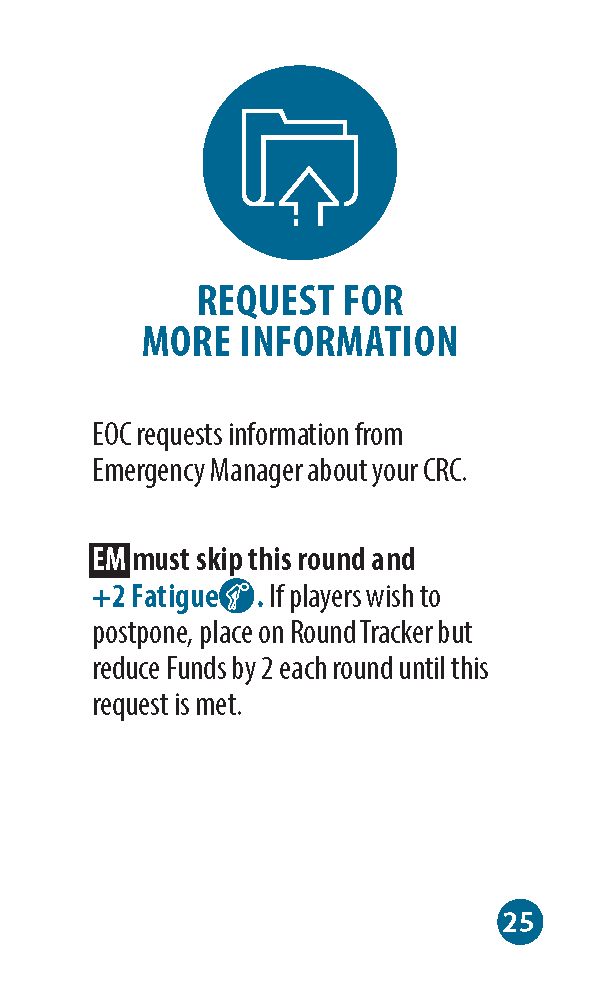 REQUEST FOR
MORE INFORMATION
EOC requests information from
Emergency Manager about your CRC.
EM must skip this round and
+2 Fatigue . If players wish to
postpone, place on Round Tracker but
reduce Funds by 2 each round until this
request is met.
25